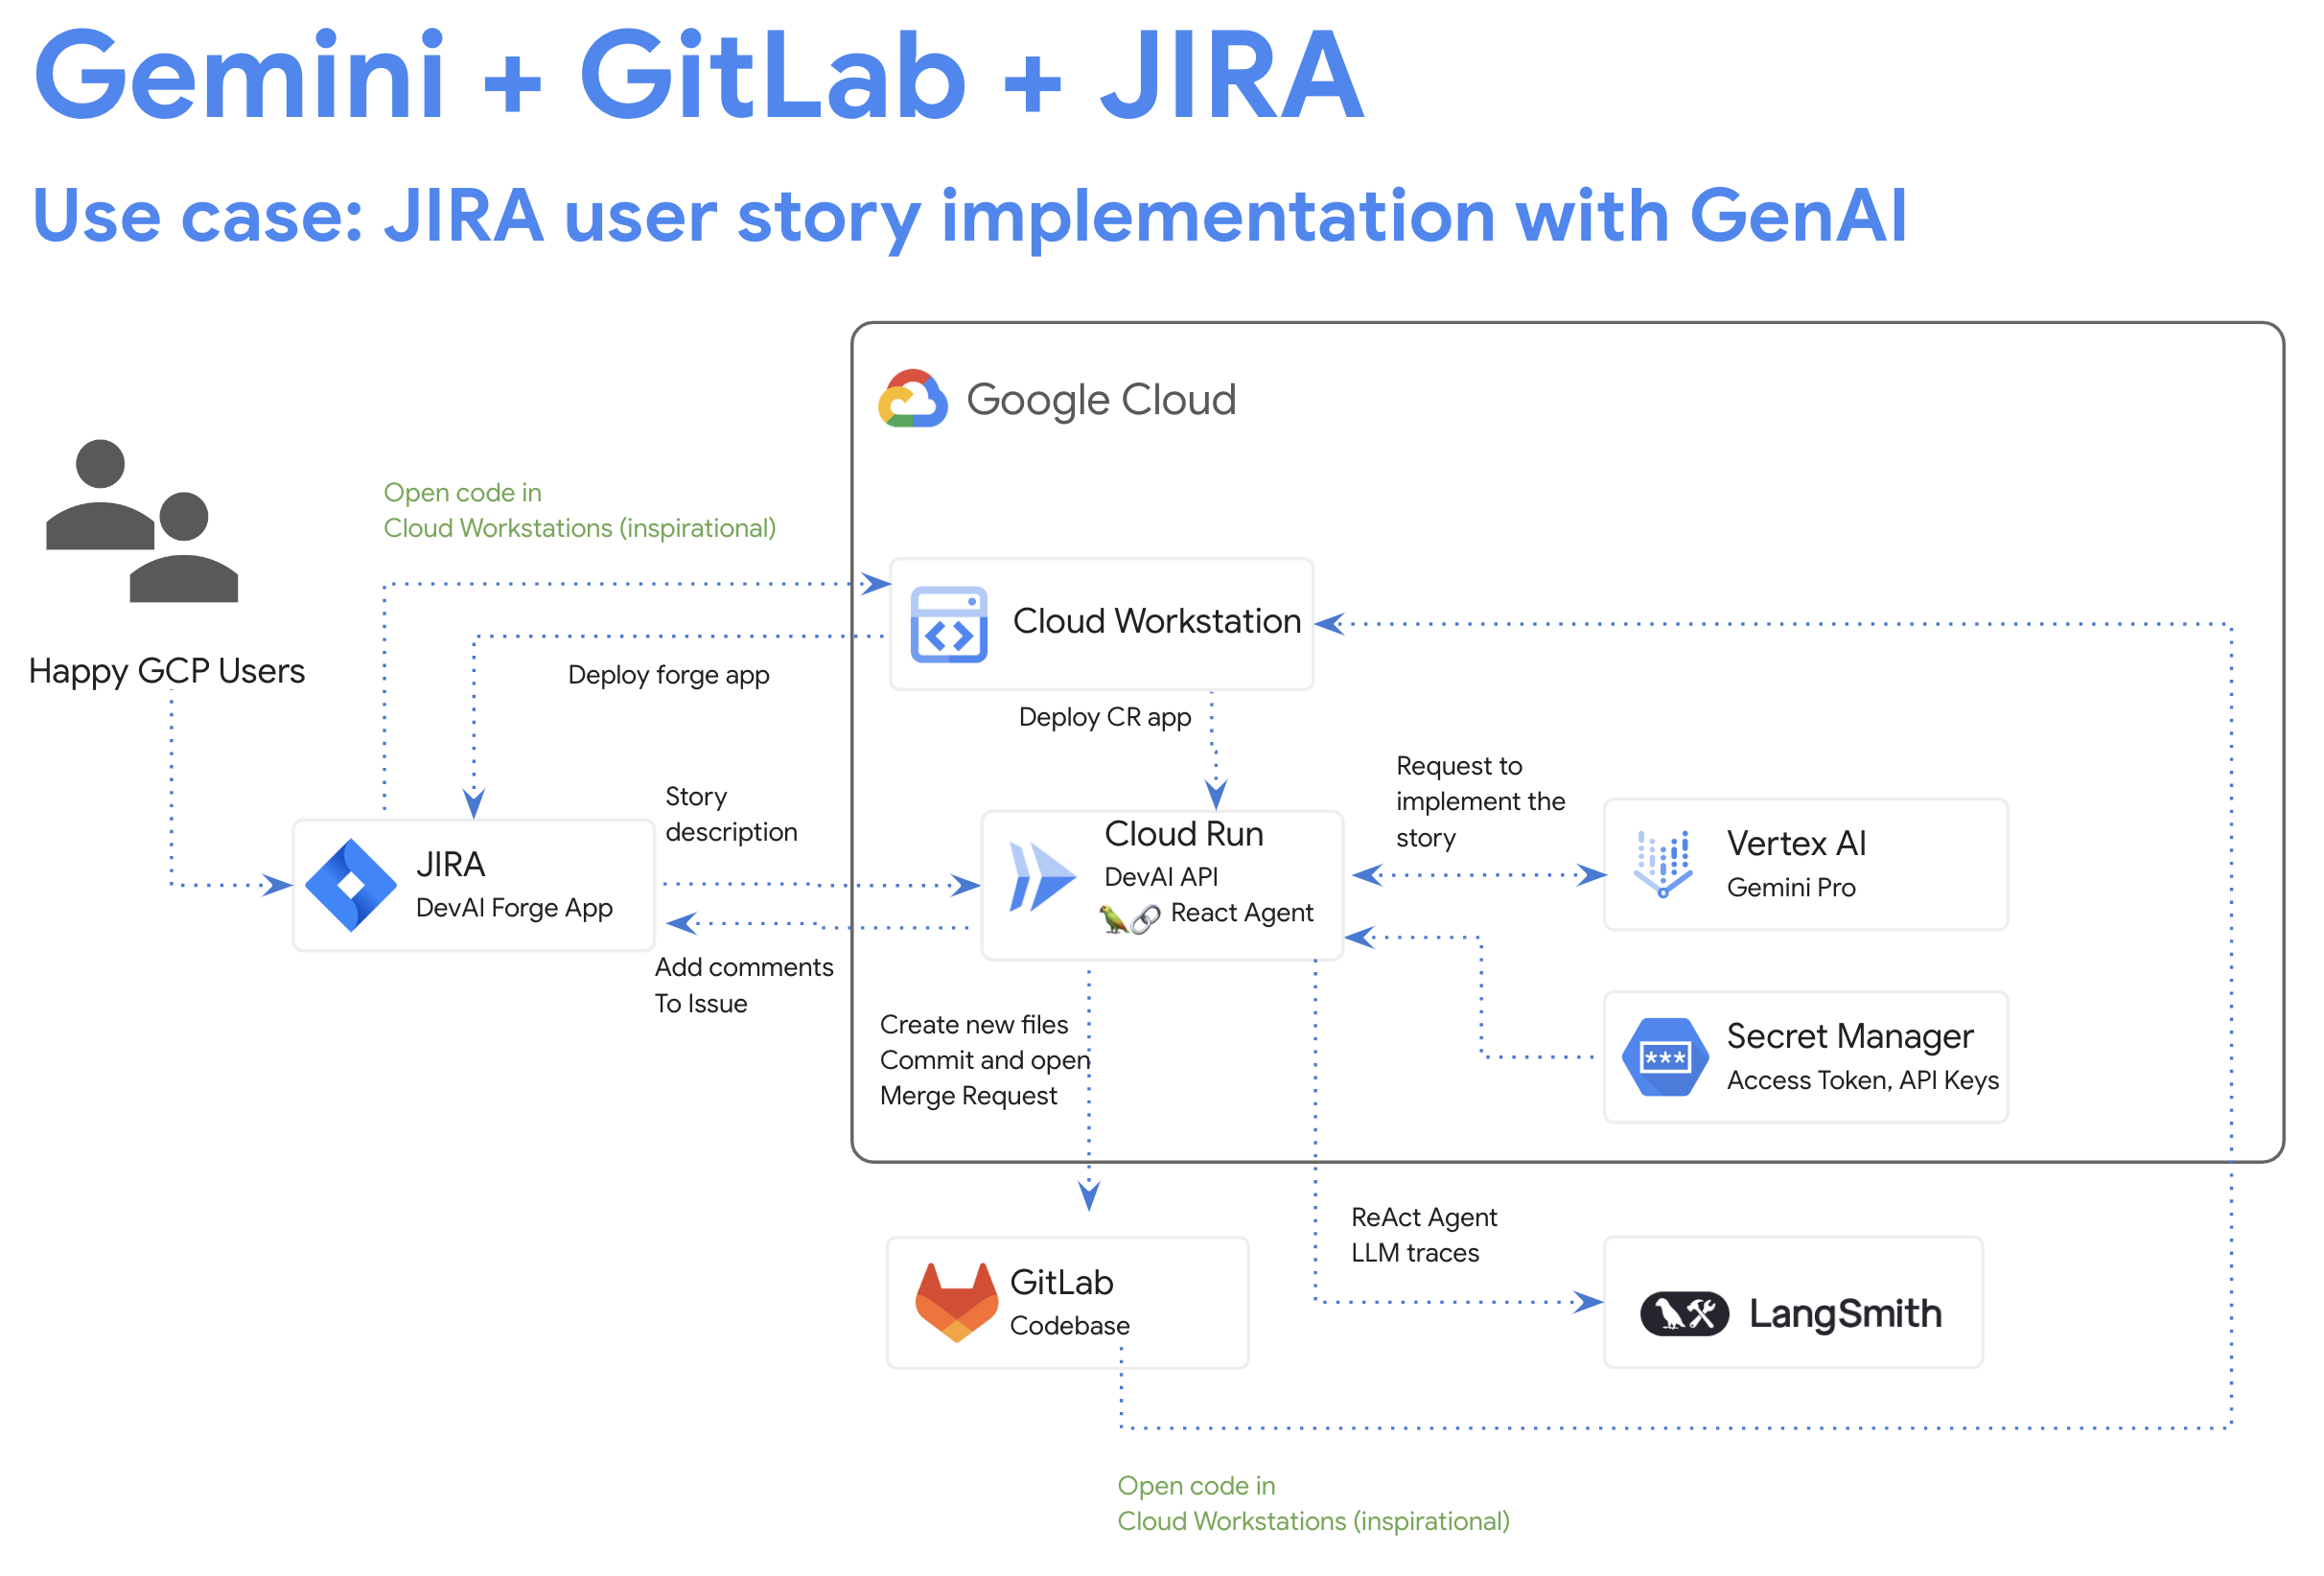 Gemini + GitLab + JIRA
Use case: JIRA user story implementation with GenAI
Google Cloud
Open code in
Cloud Workstations (inspirational)
Happy GCP Users
Cloud Workstation
Deploy forge app
Deploy CR app
Story
description
Request to
implement the
story
JIRA
DevAI Forge App
Cloud Run
DevAI API
React Agent
Vertex AI
Gemini Pro
Add comments
To Issue
Create new files
Commit and open
Merge Request
***
Secret Manager
Access Token, API Keys
ReAct Agent
LLM traces
GitLab
Codebase
LangSmith
Open code in
Cloud Workstations (inspirational)